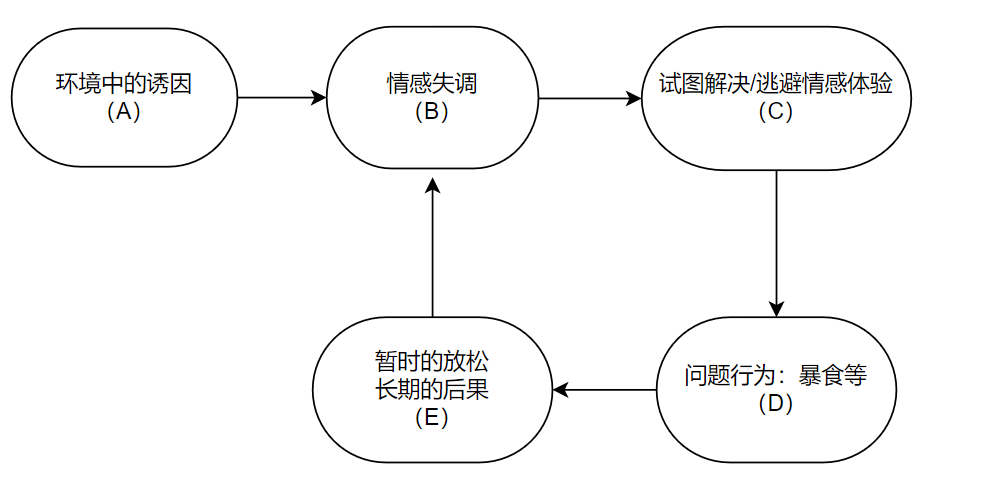 环境中的诱因
（A）
情感失调
（B）
试图解决/逃避情感体验
（C）
暂时的放松
长期的后果
（E）
问题行为：暴食等
（D）